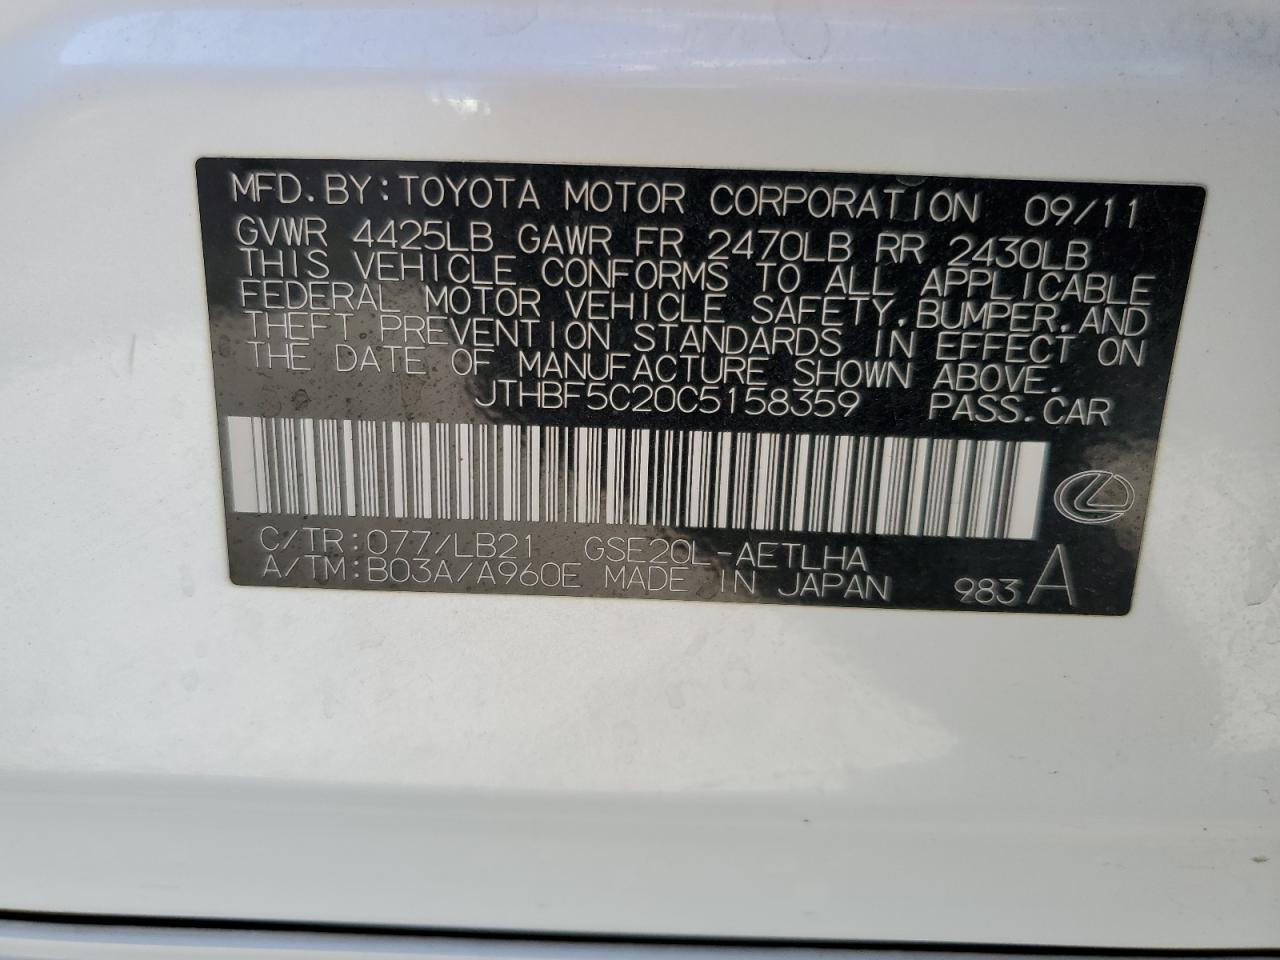 MFD.BY:TOYOTA MOTOR CORPORATION 09/11
GVWR 4425LB GAWR FR 2470LB RR 2430LB
THIS VEHICLE CONFORMS TO ALL APPLICABLE
FEDERAL MOTOR VEHICLE SAFETY,BUMPER,AND
THEFT PREVENTION STANDARDS IN EFFECT ON
THE DATE OF MANUFACTURE SHOWN ABOVE.
JTHBF5C20C5158359 PASS.CAR
C/TR:077/LB21 GSE20L-AETLHA
A/TM:B03A/A960E MADE IN JAPAN 983 A